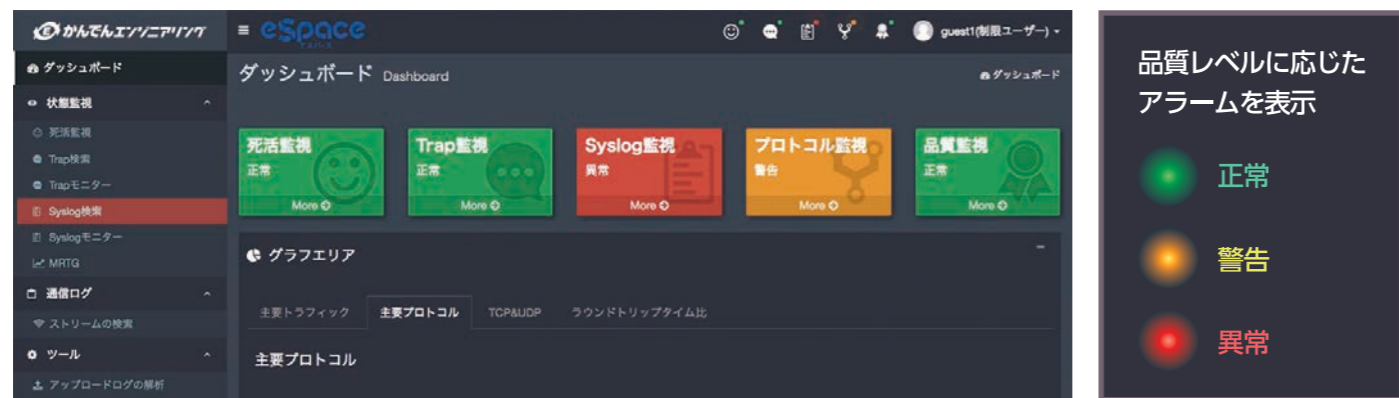 かんでんエンジニアリング
eSpace
エスパース
guest1(制限ユーザー)
ダッシュボード
状態監視
死活監視
Trap検索
Trapモニター
Syslog検索
Syslogモニター
MRTG
通信ログ
ストリームの検索
ツール
アップロードログの解析
ダッシュボード Dashboard
ダッシュボード
死活監視
正常
More
Trap監視
正常
More
Syslog監視
異常
More
プロトコル監視
警告
More
品質監視
正常
More
グラフエリア
主要トラフィック 主要プロトコル TCP&UDP ラウンドトリップタイム比
主要プロトコル
品質レベルに応じた
アラームを表示
正常
警告
異常